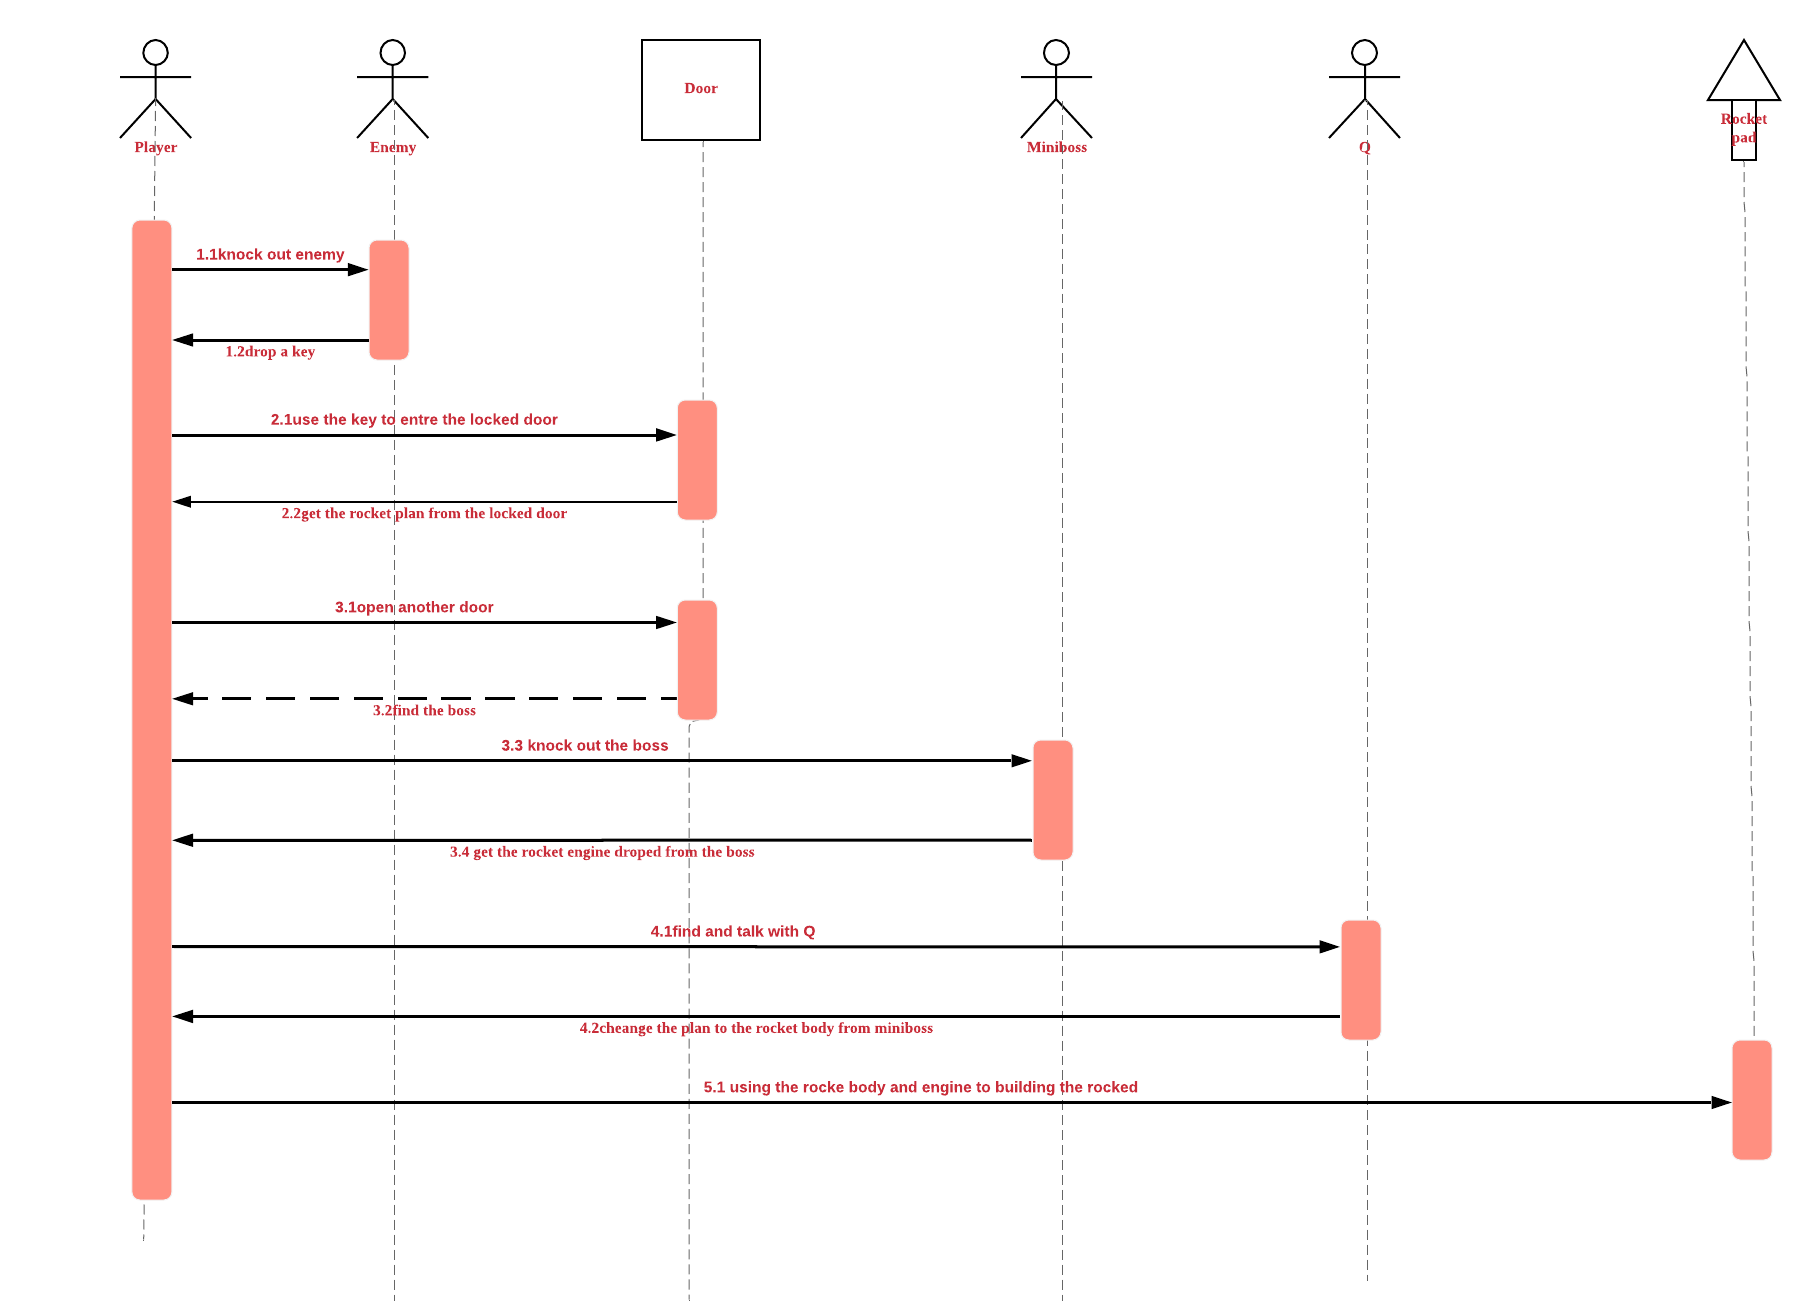 Player
Enemy
Door
Miniboss
Q
Rocket
pad
1.1knock out enemy
1.2drop a key
2.1use the key to entre the locked door
2.2get the rocket plan from the locked door
3.1open another door
3.2find the boss
3.3 knock out the boss
3.4 get the rocket engine droped from the boss
4.1find and talk with Q
4.2cheange the plan to the rocket body from miniboss
5.1 using the rocke body and engine to building the rocked